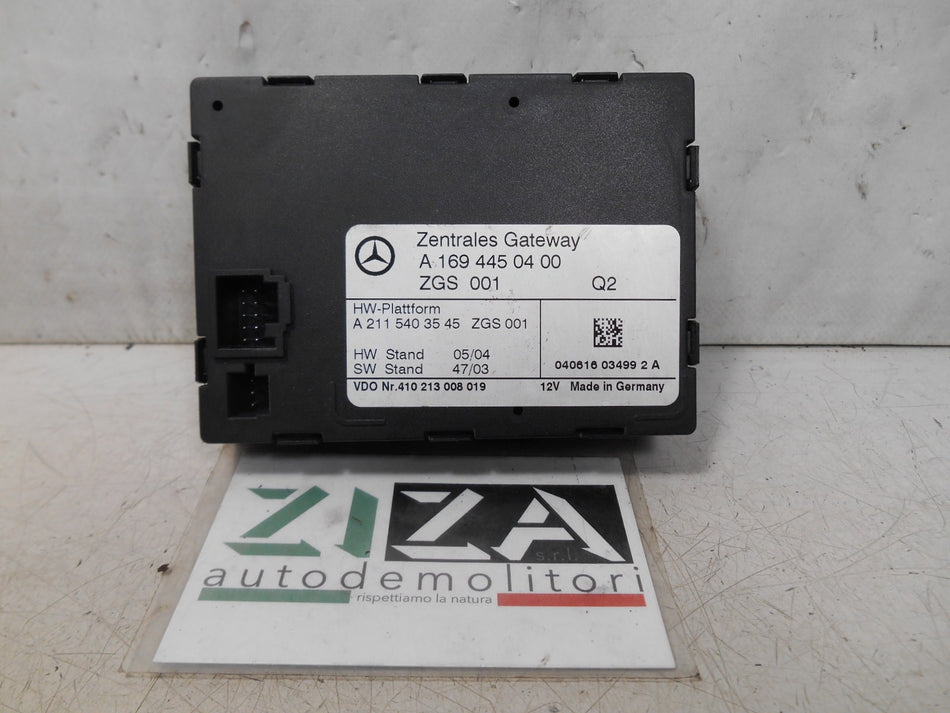 Zentrales Gateway
A 169 445 04 00
ZGS 001 Q2
HW-Plattform
A 211 540 35 45 ZGS 001
HW Stand 05/04
SW Stand 47/03
040616 03499 2 A
VDO Nr.410 213 008 019 12V Made in Germany
ZIZA
s.r.l.
autodemolitori
rispettiamo la natura